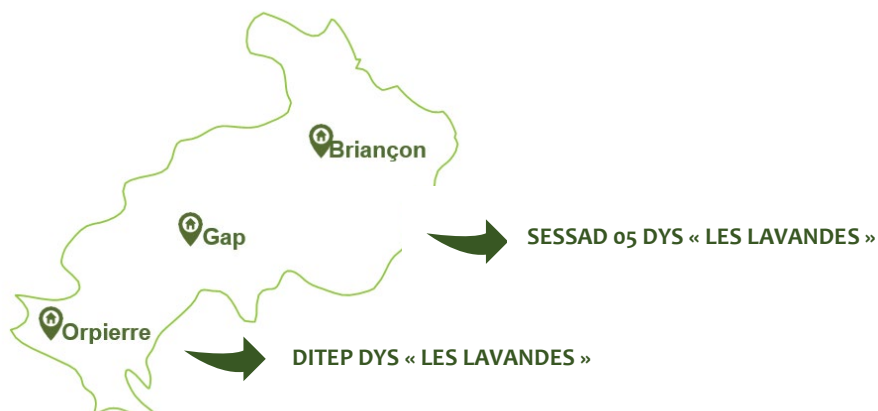 Briançon
Gap
SESSAD 05 DYS « LES LAVANDES »
Orpierre
DITEP DYS « LES LAVANDES »